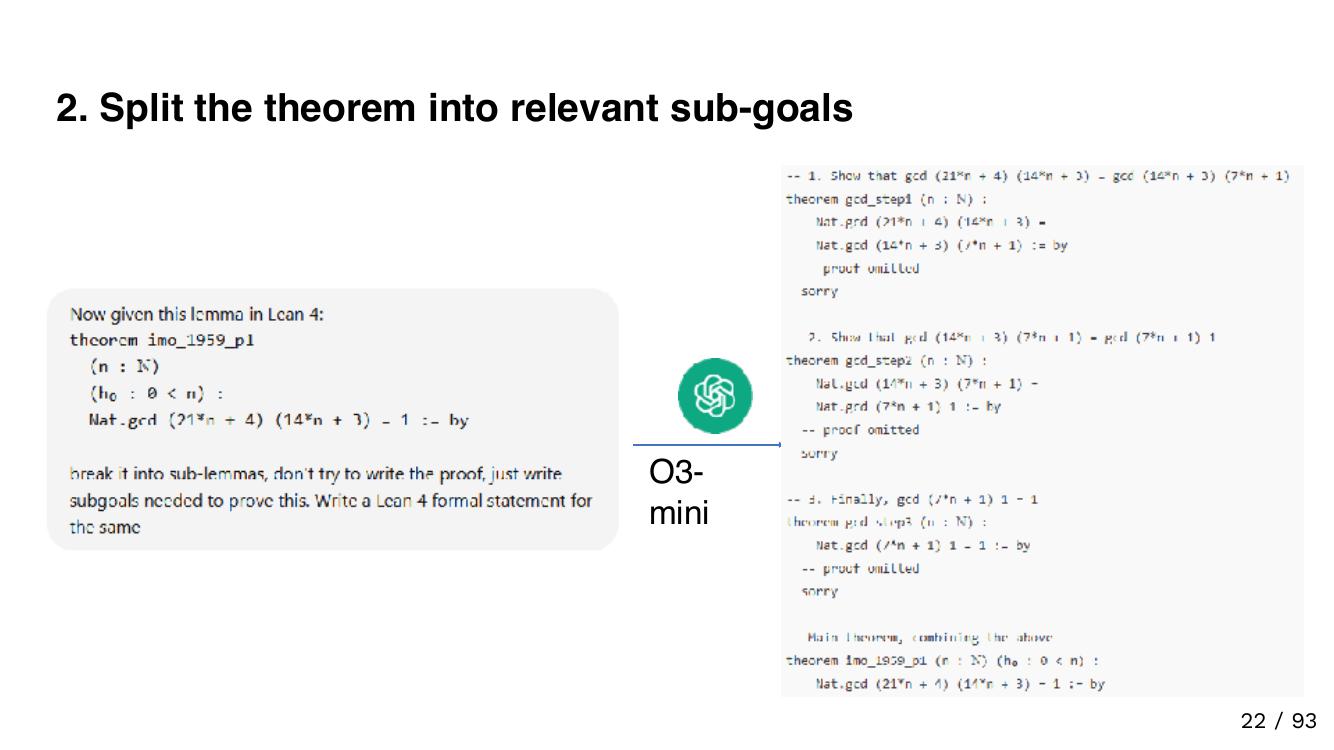 2. Split the theorem into relevant sub-goals
Now given this lemma in Lean 4:
theorem imo_1959_p1
(n : ℕ)
(h₀ : 0 < n) :
Nat.gcd (21*n + 4) (14*n + 3) = 1 := by
break it into sub-lemmas, don't try to write the proof, just write
subgoals needed to prove this. Write a Lean 4 formal statement for
the same
O3-
mini
-- 1. Show that gcd (21*n + 4) (14*n + 3) = gcd (14*n + 3) (7*n + 1)
theorem gcd_step1 (n : ℕ) :
Nat.gcd (21*n + 4) (14*n + 3) =
Nat.gcd (14*n + 3) (7*n + 1) := by
proof omitted
sorry
2. Show that gcd (14*n + 3) (7*n + 1) = gcd (7*n + 1) 1
theorem gcd_step2 (n : ℕ) :
Nat.gcd (14*n + 3) (7*n + 1) =
Nat.gcd (7*n + 1) 1 := by
-- proof omitted
sorry
-- 3. Finally, gcd (7*n + 1) 1 = 1
theorem gcd_step3 (n : ℕ) :
Nat.gcd (7*n + 1) 1 = 1 := by
-- proof omitted
sorry
Main theorem, combining the above
theorem imo_1959_p1 (n : ℕ) (h₀ : 0 < n) :
Nat.gcd (21*n + 4) (14*n + 3) = 1 := by
22 / 93